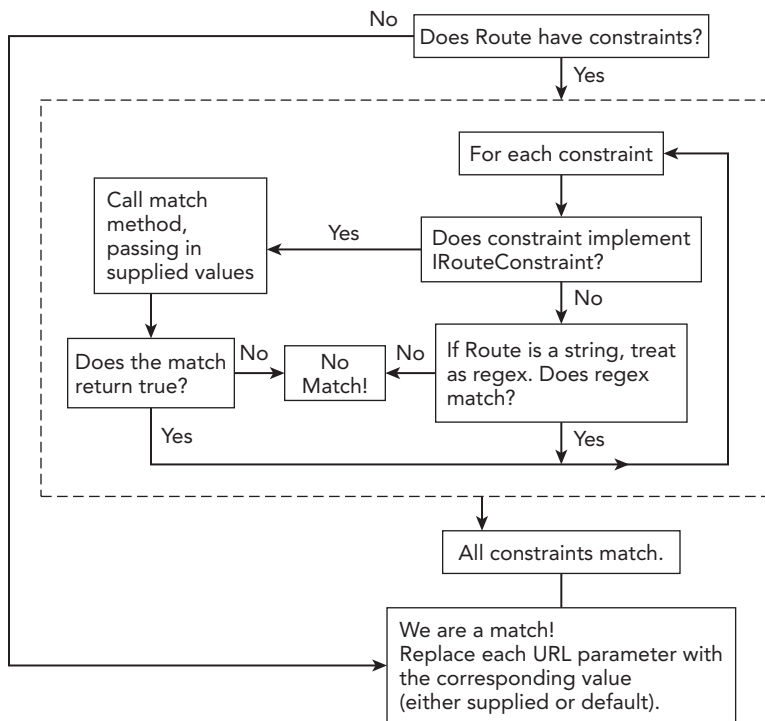 No
Does Route have constraints?
Yes
For each constraint
Call match
method,
passing in
supplied values
Yes
Does constraint implement
IRouteConstraint?
No
Does the match
return true?
No
No
Match!
No
If Route is a string, treat
as regex. Does regex
match?
Yes
Yes
All constraints match.
We are a match!
Replace each URL parameter with
the corresponding value
(either supplied or default).